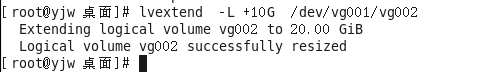 [root@yjw 桌面]# lvextend  -L +10G  /dev/vg001/vg002
  Extending logical volume vg002 to 20.00 GiB
  Logical volume vg002 successfully resized
[root@yjw 桌面]#